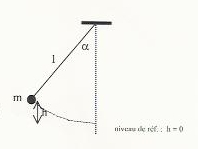 α
l
m
h
niveau de réf. : h = 0